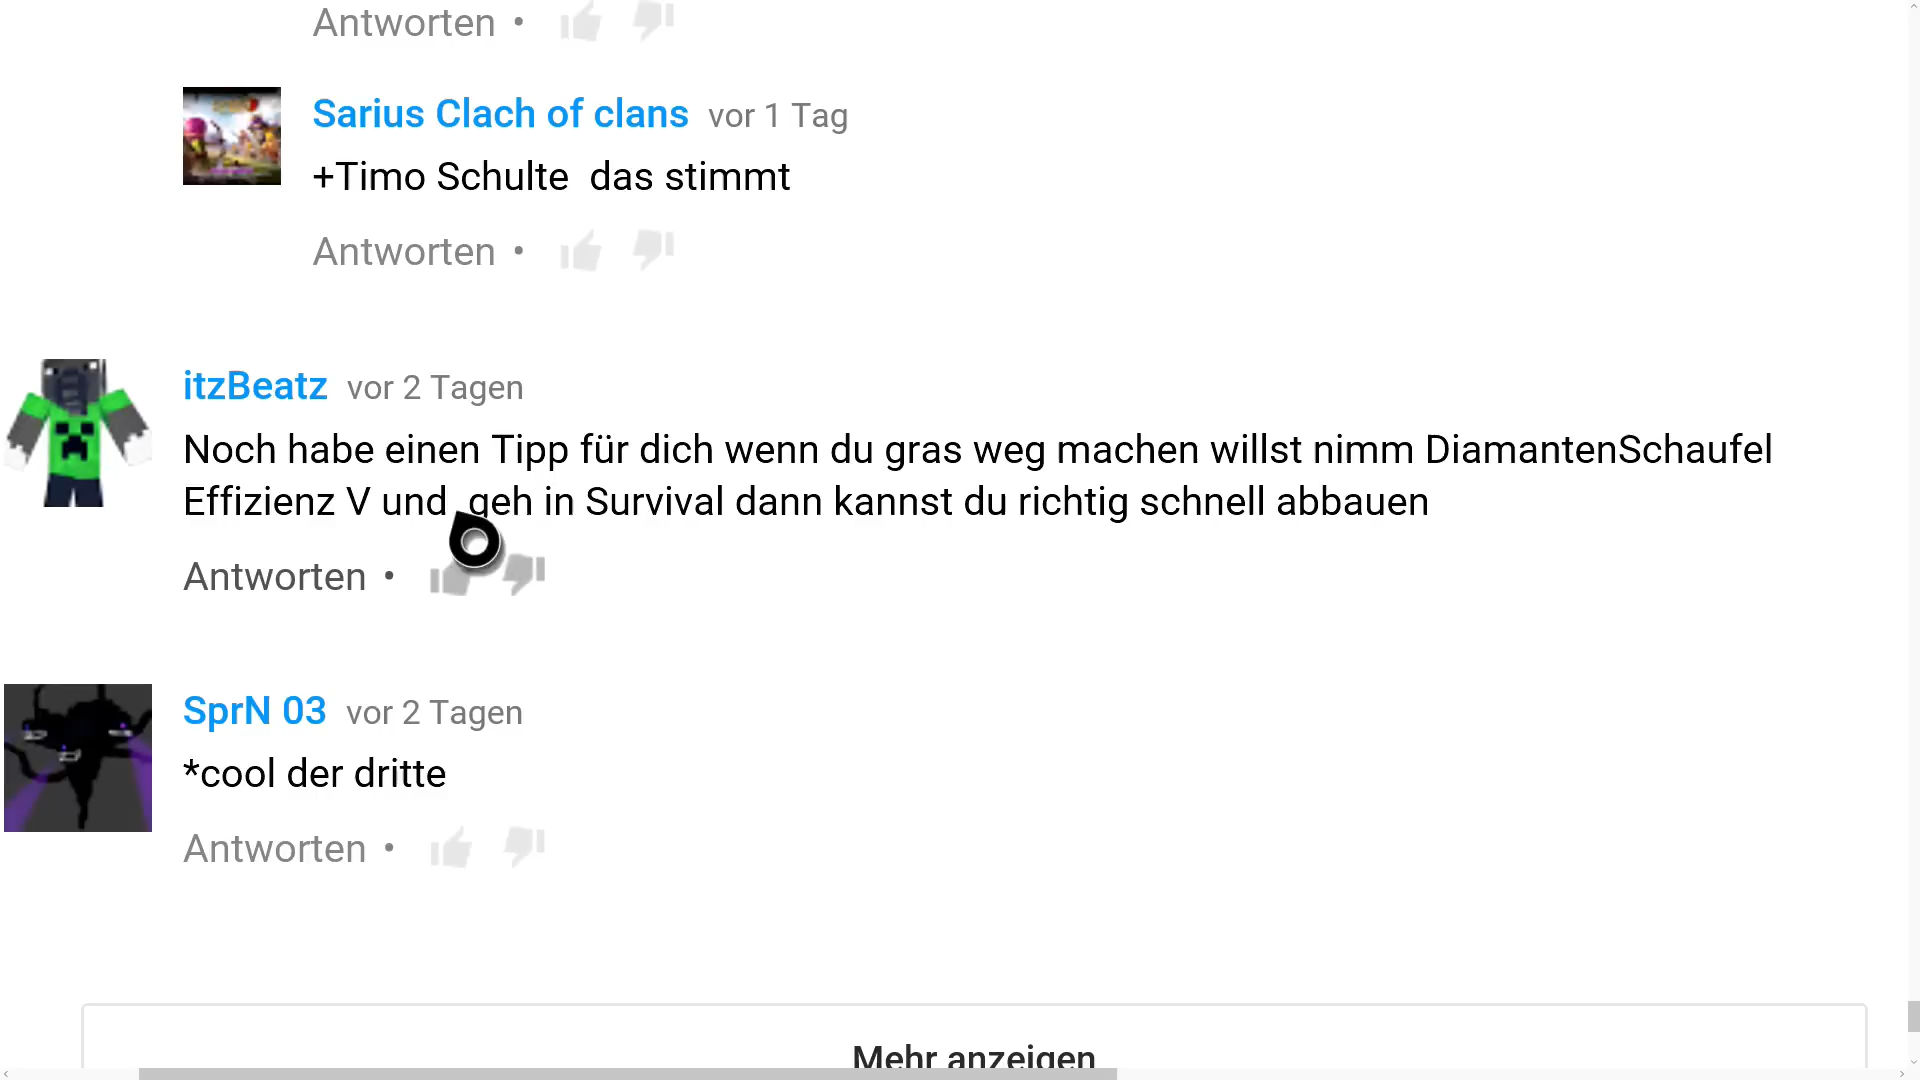 Antworten •
Sarius Clach of clans vor 1 Tag
+Timo Schulte  das stimmt
Antworten •
itzBeatz vor 2 Tagen
Noch habe einen Tipp für dich wenn du gras weg machen willst nimm DiamantenSchaufel
Effizienz V und  geh in Survival dann kannst du richtig schnell abbauen
Antworten •
SprN 03 vor 2 Tagen
*cool der dritte
Antworten •
Mehr anzeigen